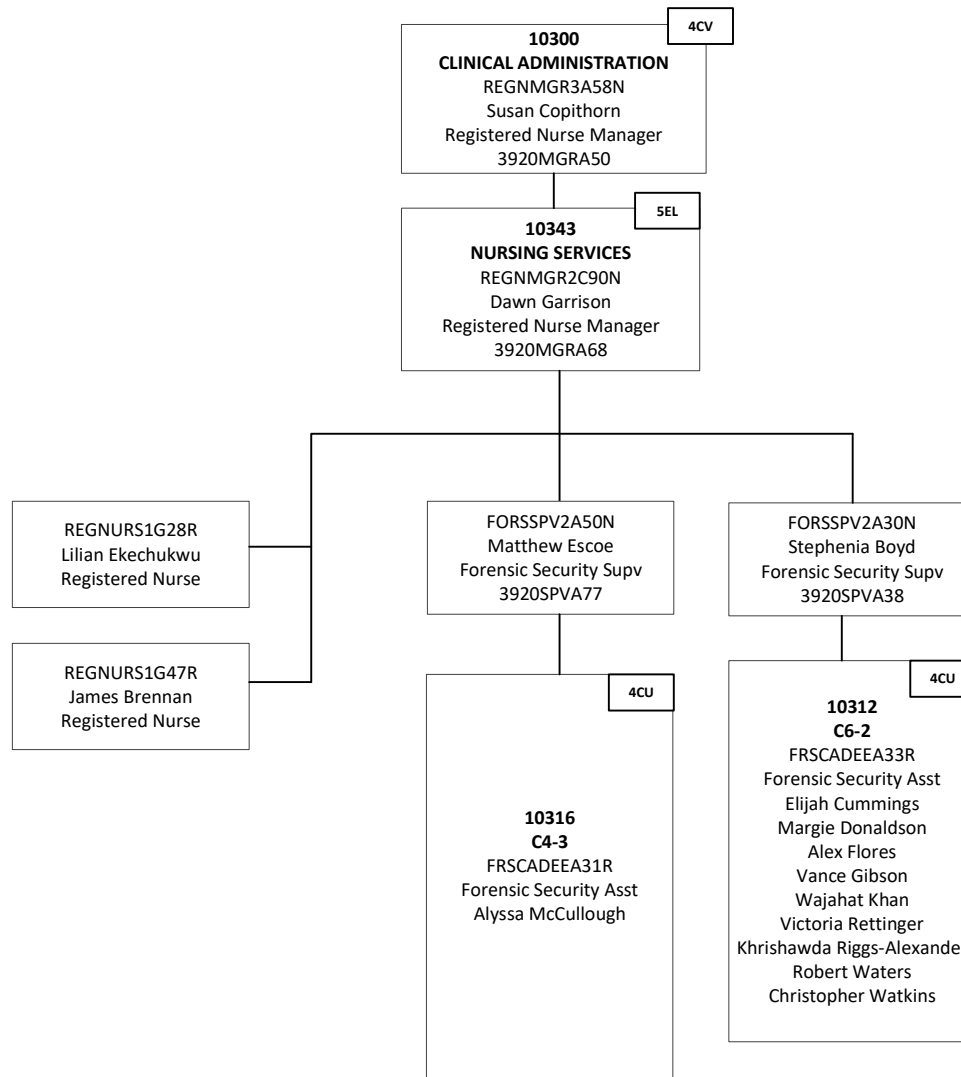 4CV
10300
CLINICAL ADMINISTRATION
REGNMGR3A58N
Susan Copithorn
Registered Nurse Manager
3920MGRA50
5EL
10343
NURSING SERVICES
REGNMGR2C90N
Dawn Garrison
Registered Nurse Manager
3920MGRA68
REGNURS1G28R
Lilian Ekechukwu
Registered Nurse
REGNURS1G47R
James Brennan
Registered Nurse
FORSSPV2A50N
Matthew Escoe
Forensic Security Supv
3920SPVA77
4CU
10316
C4-3
FRSCADEEA31R
Forensic Security Asst
Alyssa McCullough
FORSSPV2A30N
Stephenia Boyd
Forensic Security Supv
3920SPVA38
4CU
10312
C6-2
FRSCADEEA33R
Forensic Security Asst
Elijah Cummings
Margie Donaldson
Alex Flores
Vance Gibson
Wajahat Khan
Victoria Rettinger
Khrishawda Riggs-Alexande
Robert Waters
Christopher Watkins